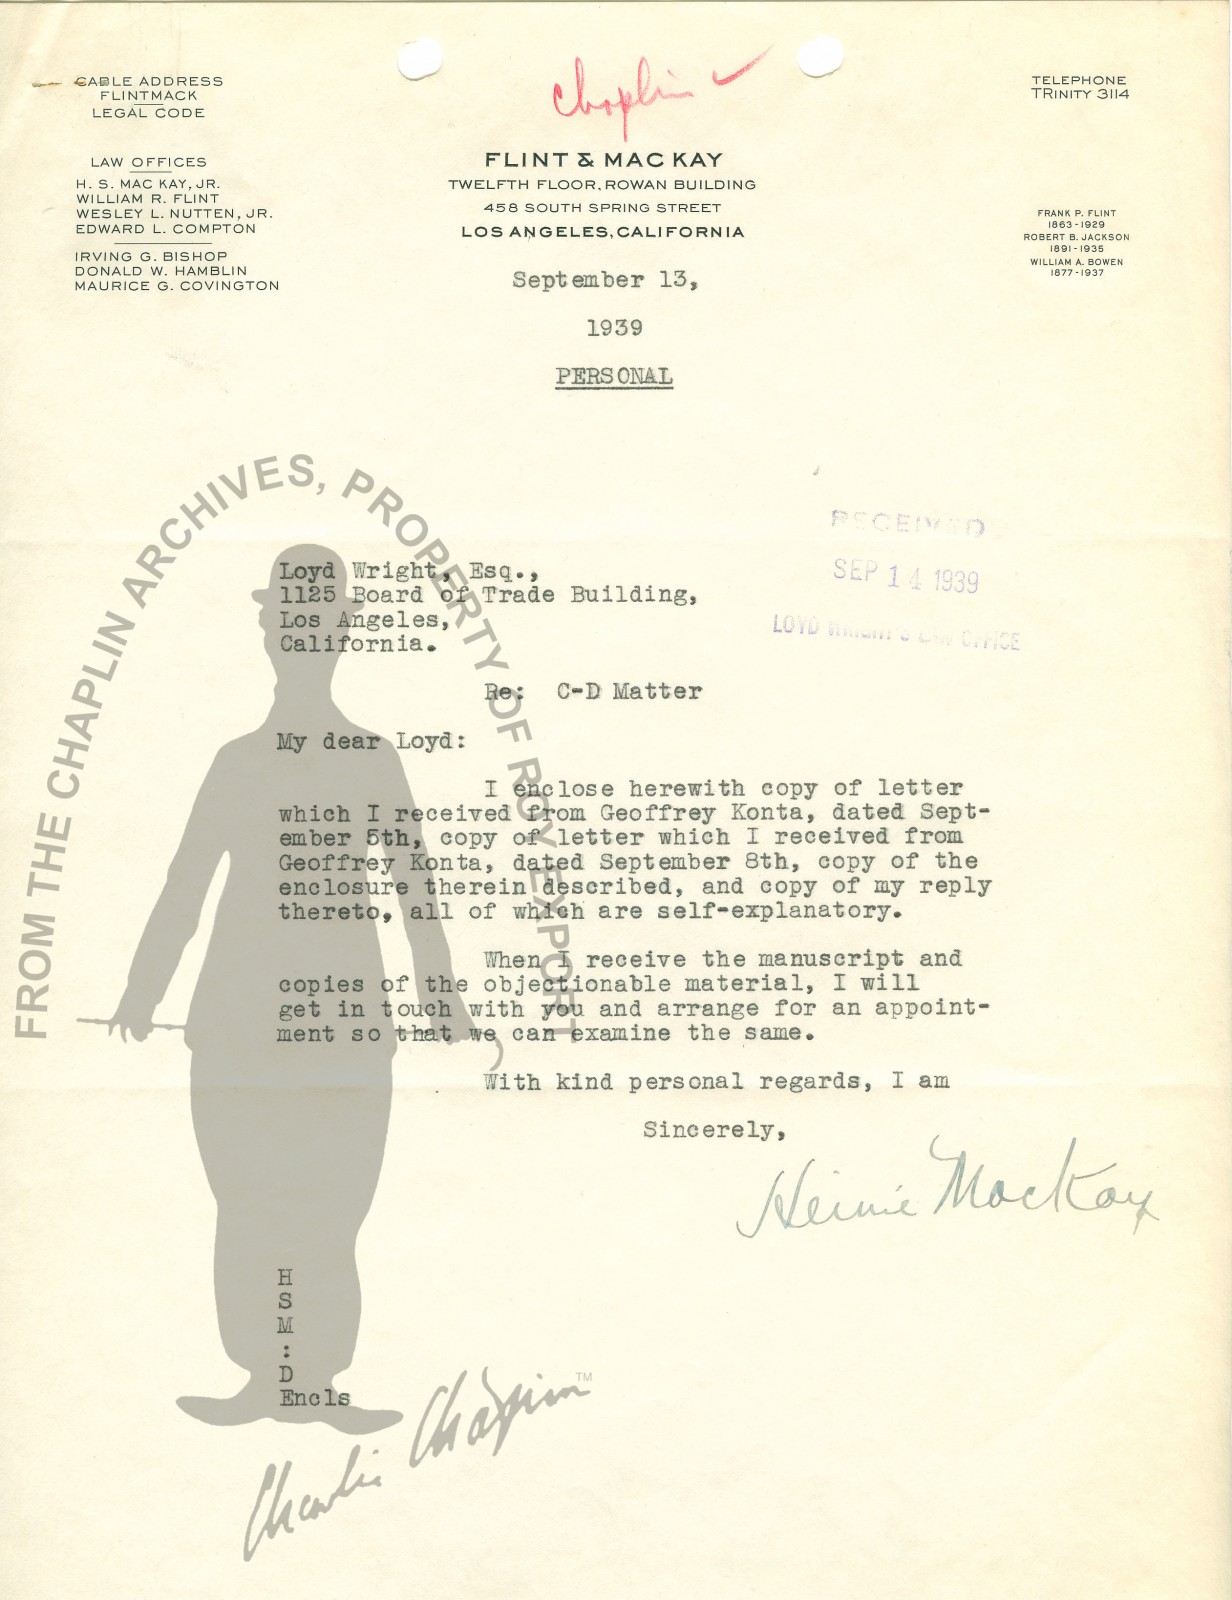 Chaplin
CABLE ADDRESS
FLINTMACK
LEGAL CODE
TELEPHONE
TRINITY 3114
LAW OFFICES
H. S. MAC KAY, JR.
WILLIAM R. FLINT
WESLEY L. NUTTEN, JR.
EDWARD L. COMPTON
IRVING G. BISHOP
DONALD W. HAMBLIN
MAURICE G. COVINGTON
FLINT & MAC KAY
TWELFTH FLOOR, ROWAN BUILDING
458 SOUTH SPRING STREET
LOS ANGELES, CALIFORNIA
FRANK P. FLINT
1863-1929
ROBERT B. JACKSON
1891-1935
WILLIAM A. BOWEN
1877-1937
September 13,
1939
PERSONAL
RECEIVED
SEP 14 1939
LOYD WRIGHT'S LAW OFFICE
Loyd Wright, Esq.,
1125 Board of Trade Building,
Los Angeles,
California.
Re: C-D Matter
My dear Loyd:
I enclose herewith copy of letter
which I received from Geoffrey Konta, dated Sept-
ember 5th, copy of letter which I received from
Geoffrey Konta, dated September 8th, copy of the
enclosure therein described, and copy of my reply
thereto, all of which are self-explanatory.
When I receive the manuscript and
copies of the objectionable material, I will
get in touch with you and arrange for an appoint-
ment so that we can examine the same.
With kind personal regards, I am
Sincerely,
Heinie MacKay
H
S
M
:
D
Encls
FROM THE CHAPLIN ARCHIVES, PROPERTY OF ROY EXPORT
Charlie Chaplin™